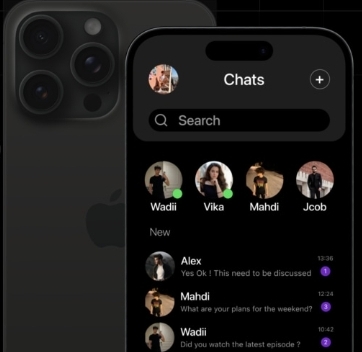 Chats
Search
Wadii Vika Mahdi Jcob
New
Alex 13:36
Yes Ok ! This need to be discussed 1
Mahdi 12:24
What are your plans for the weekend? 3
Wadii 10:42
Did you watch the latest episode ? 2